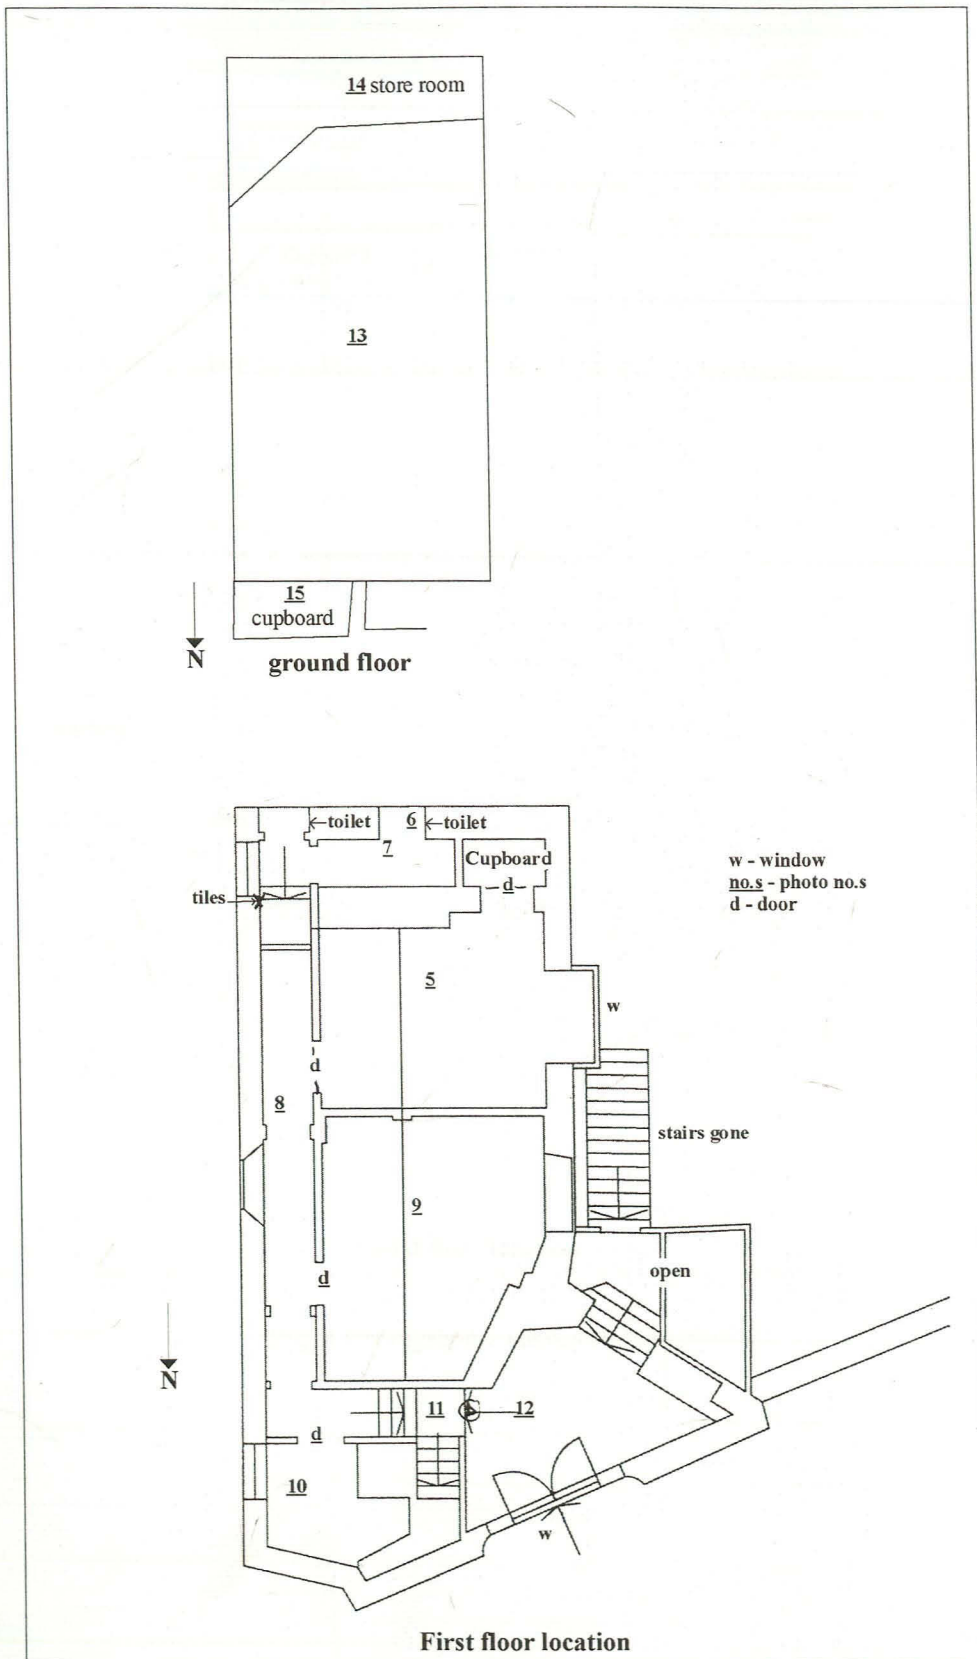 14 store room
13
15
cupboard
N
ground floor
toilet
6
toilet
7
Cupboard
d
w - window
no.s - photo no.s
d - door
tiles
5
w
d
8
stairs gone
9
open
d
N
11
12
d
10
w
First floor location